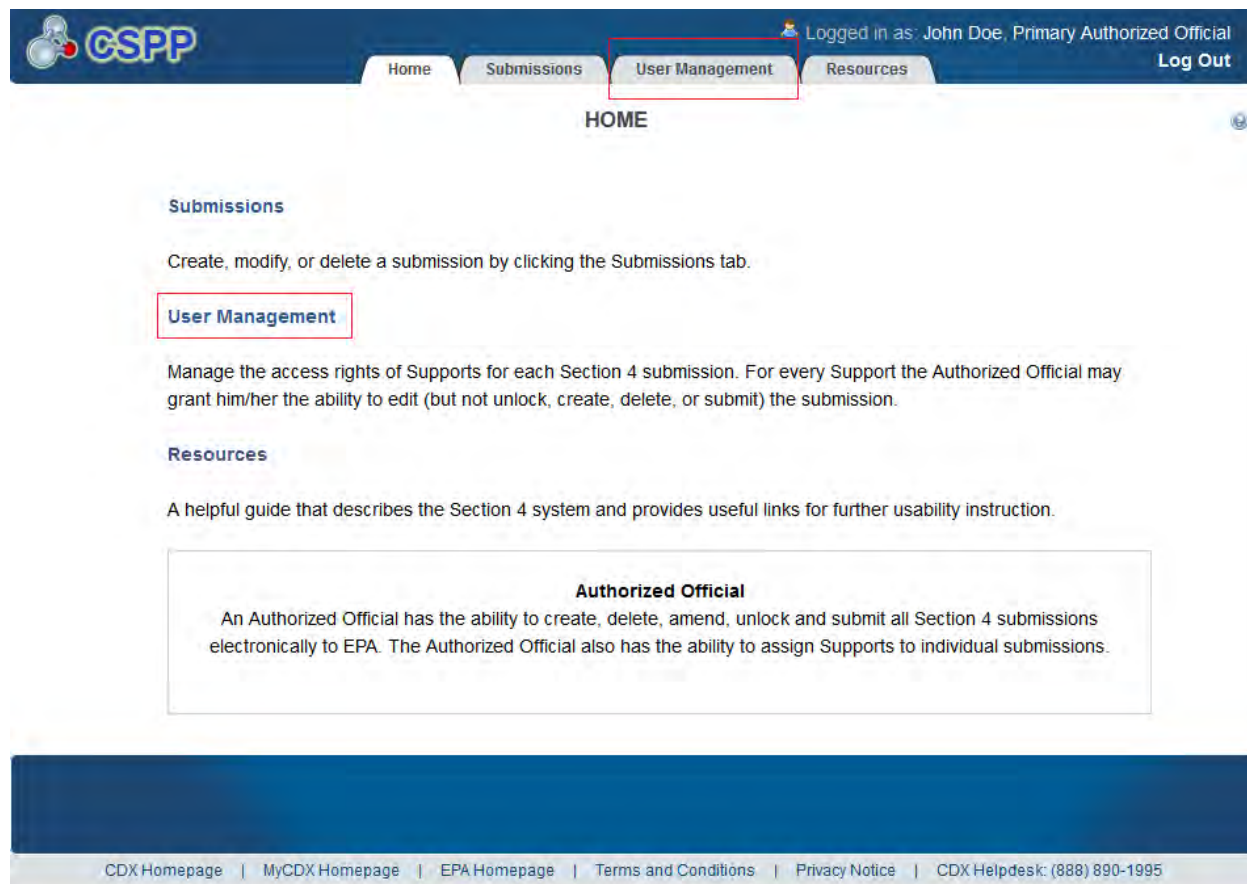 CSPP
Logged in as: John Doe, Primary Authorized Official
Log Out
Home Submissions User Management Resources
HOME
Submissions
Create, modify, or delete a submission by clicking the Submissions tab.
User Management
Manage the access rights of Supports for each Section 4 submission. For every Support the Authorized Official may
grant him/her the ability to edit (but not unlock, create, delete, or submit) the submission.
Resources
A helpful guide that describes the Section 4 system and provides useful links for further usability instruction.
Authorized Official
An Authorized Official has the ability to create, delete, amend, unlock and submit all Section 4 submissions
electronically to EPA. The Authorized Official also has the ability to assign Supports to individual submissions.
CDX Homepage | MyCDX Homepage | EPA Homepage | Terms and Conditions | Privacy Notice | CDX Helpdesk: (888) 890-1995